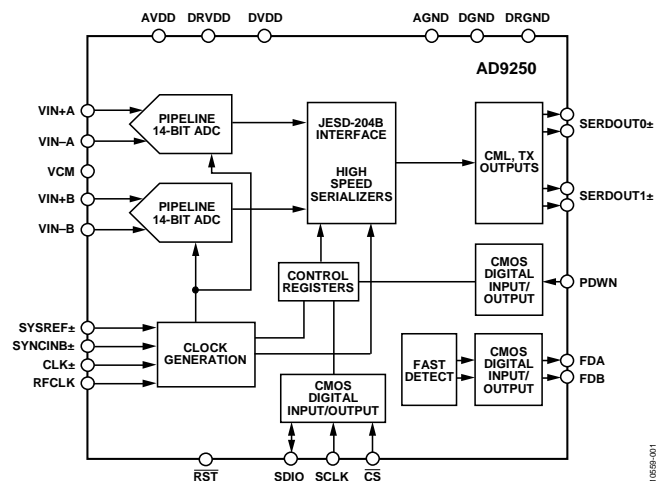 AVDD DRVDD DVDD AGND DGND DRGND
AD9250
VIN+A
VIN–A
VCM
VIN+B
VIN–B
PIPELINE
14-BIT ADC
PIPELINE
14-BIT ADC
JESD-204B
INTERFACE
HIGH
SPEED
SERIALIZERS
CML, TX
OUTPUTS
SERDOUT0±
SERDOUT1±
CONTROL
REGISTERS
CMOS
DIGITAL
INPUT/
OUTPUT
PDWN
SYSREF±
SYNCINB±
CLK±
RFCLK
CLOCK
GENERATION
FAST
DETECT
CMOS
DIGITAL
INPUT/
OUTPUT
FDA
FDB
CMOS
DIGITAL
INPUT/OUTPUT
RST SDIO SCLK CS
10559-001